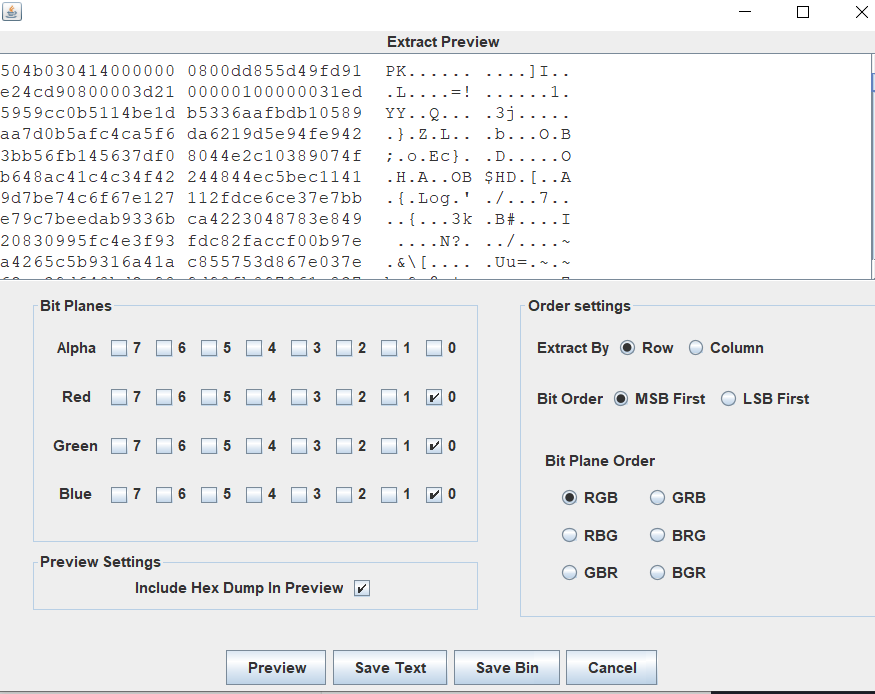 Extract Preview
504b030414000000 0800dd855d49fd91 PK...... ....]I..
e24cd90800003d21 00000100000031ed .L....=! ......1.
5959cc0b5114be1d b5336aafbdb10589 YY..Q... .3j.....
aa7d0b5afc4ca5f6 da6219d5e94fe942 .}.Z.L.. .b...O.B
3bb56fb145637df0 8044e2c10389074f ;.o.Ec}. .D.....O
b648ac41c4c34f42 244844ec5bec1141 .H.A..OB $HD.[..A
9d7be74c6f67e127 112fdce6ce37e7bb .{.Log.' ./...7..
e79c7beedab9336b ca4223048783e849 ..{...3k .B#....I
20830995fc4e3f93 fdc82faccf00b97e ....N?. ../....~
a4265c5b9316a41a c855753d867e037e .&\[.... .Uu=.~.~
Bit Planes
Alpha 7 6 5 4 3 2 1 0
Red 7 6 5 4 3 2 1 0
Green 7 6 5 4 3 2 1 0
Blue 7 6 5 4 3 2 1 0
Preview Settings
Include Hex Dump In Preview
Order settings
Extract By Row Column
Bit Order MSB First LSB First
Bit Plane Order
RGB GRB
RBG BRG
GBR BGR
Preview Save Text Save Bin Cancel